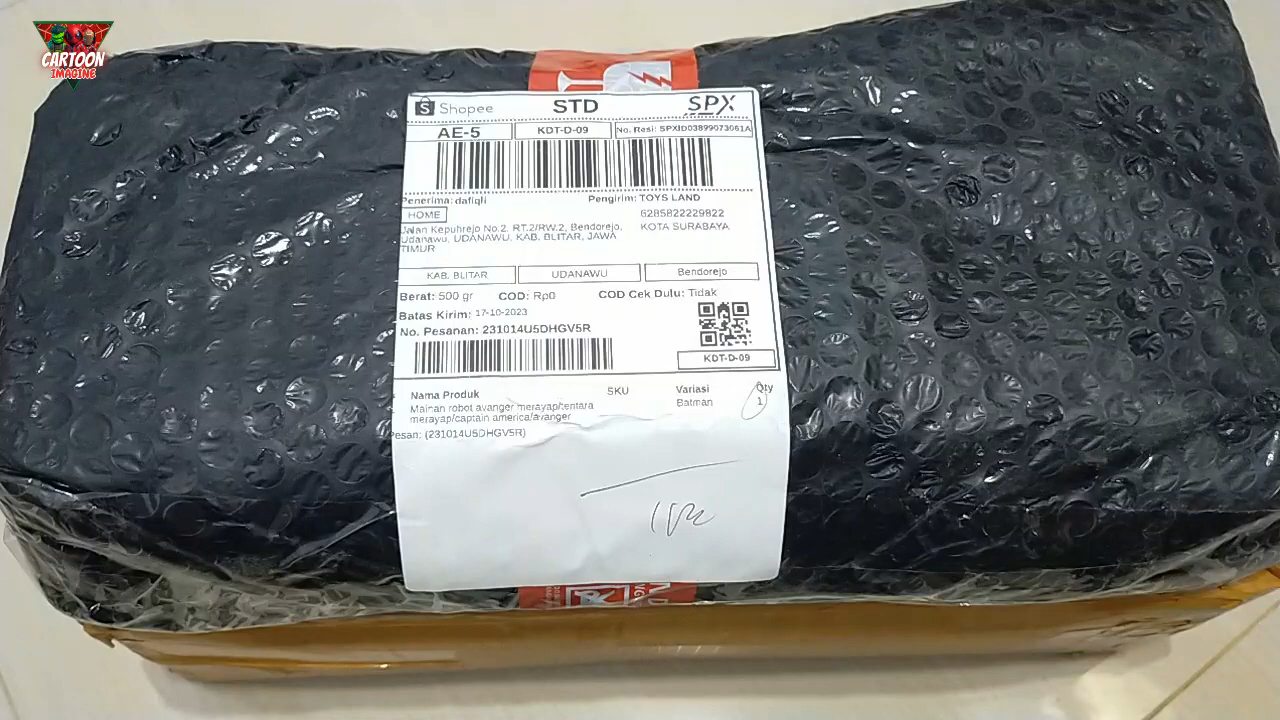 CARTOON
IMAGINE
Shopee STD SPX
AE-5 KDT-D-09 No. Resi: SPXID03899073061A
Penerima: dafiqli Pengirim: TOYS LAND
HOME 6285822229822
Jalan Kepuhrejo No.2, RT.2/RW.2, Bendorejo, KOTA SURABAYA
Udanawu, UDANAWU, KAB. BLITAR, JAWA
TIMUR
KAB. BLITAR UDANAWU Bendorejo
Berat: 500 gr COD: Rp0 COD Cek Dulu: Tidak
Batas Kirim: 17-10-2023
No. Pesanan: 231014U5DHGV5R
KDT-D-09
Nama Produk SKU Variasi Qty
Mainan robot avanger merayap/tentara Batman 1
merayap/captain america/avanger
Pesan: (231014U5DHGV5R)